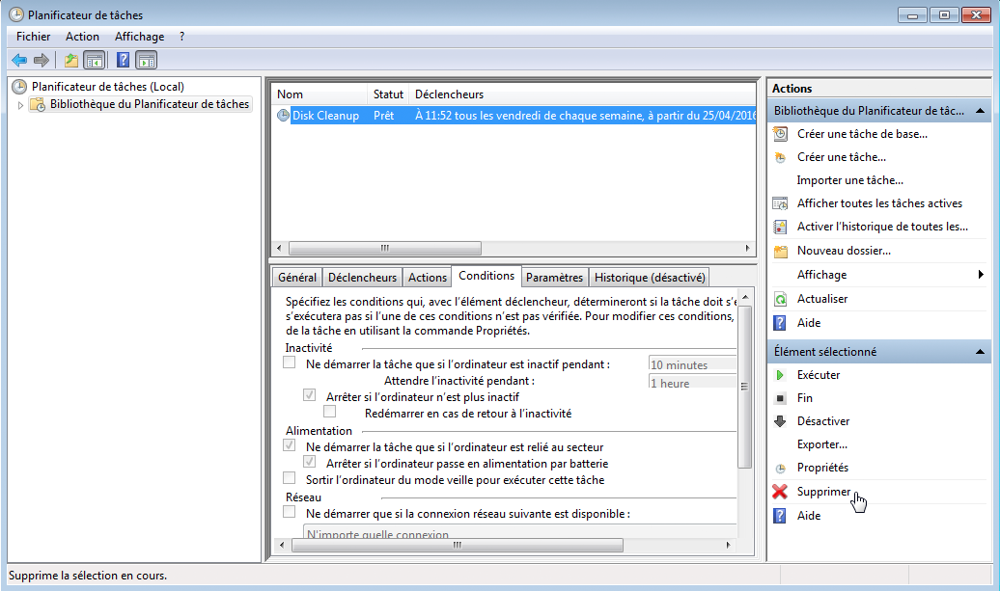 Planificateur de tâches
Fichier Action Affichage ?
Planificateur de tâches (Local)
Bibliothèque du Planificateur de tâches
Nom Statut Déclencheurs
Disk Cleanup Prêt À 11:52 tous les vendredi de chaque semaine, à partir du 25/04/2016
Général Déclencheurs Actions Conditions Paramètres Historique (désactivé)
Spécifiez les conditions qui, avec l'élément déclencheur, détermineront si la tâche doit s'e
s'exécutera pas si l'une de ces conditions n'est pas vérifiée. Pour modifier ces conditions,
de la tâche en utilisant la commande Propriétés.
Inactivité
Ne démarrer la tâche que si l'ordinateur est inactif pendant : 10 minutes
Attendre l'inactivité pendant : 1 heure
Arrêter si l'ordinateur n'est plus inactif
Redémarrer en cas de retour à l'inactivité
Alimentation
Ne démarrer la tâche que si l'ordinateur est relié au secteur
Arrêter si l'ordinateur passe en alimentation par batterie
Sortir l'ordinateur du mode veille pour exécuter cette tâche
Réseau
Ne démarrer que si la connexion réseau suivante est disponible :
N'importe quelle connexion
Actions
Bibliothèque du Planificateur de tâc...
Créer une tâche de base...
Créer une tâche...
Importer une tâche...
Afficher toutes les tâches actives
Activer l'historique de toutes les...
Nouveau dossier...
Affichage
Actualiser
Aide
Élément sélectionné
Exécuter
Fin
Désactiver
Exporter...
Propriétés
Supprimer
Aide
Supprime la sélection en cours.